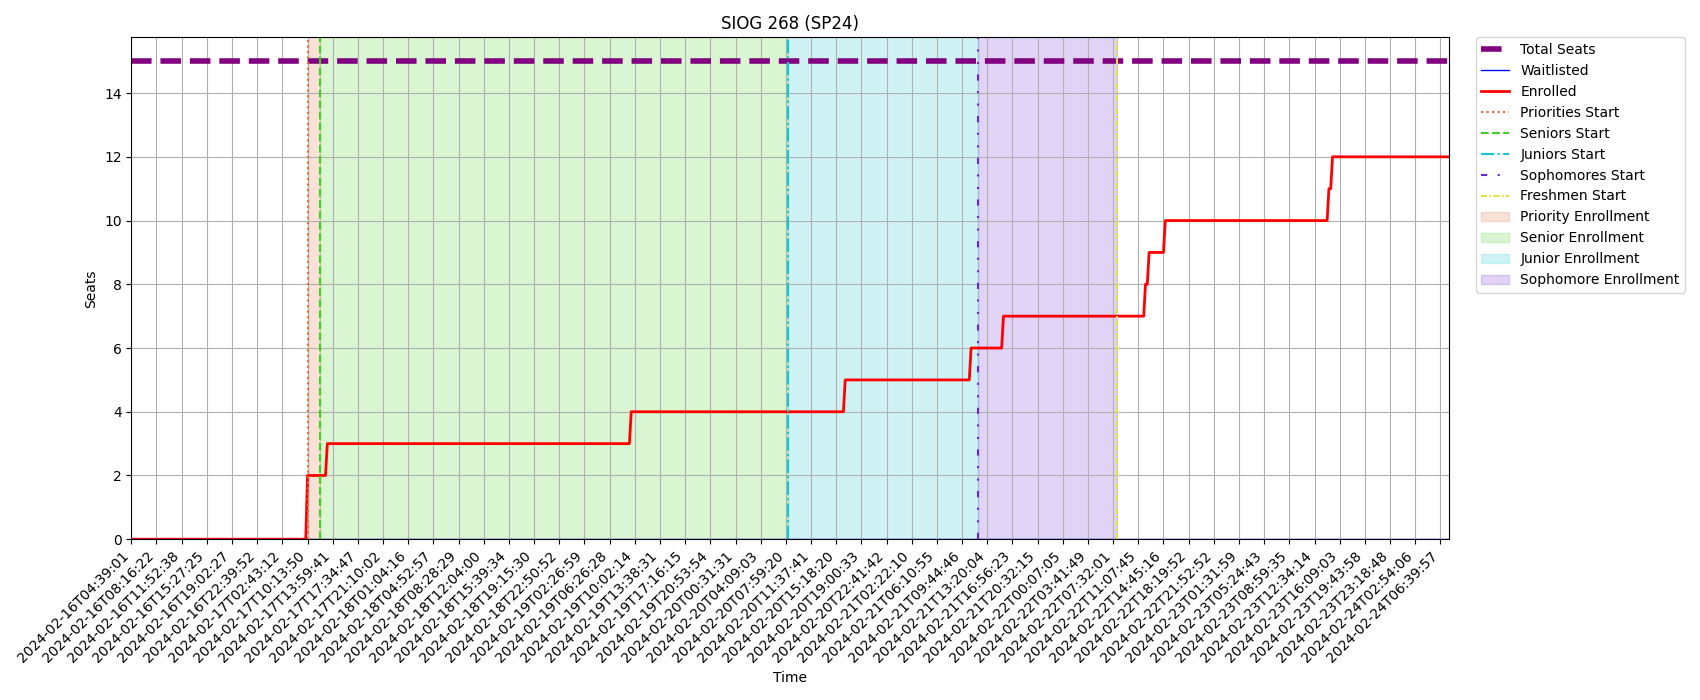 SIOG 268 (SP24)
Seats
14
12
10
8
6
4
2
0
2024-02-16T04:39:01
2024-02-16T08:16:22
2024-02-16T11:52:38
2024-02-16T15:27:25
2024-02-16T19:02:27
2024-02-16T22:39:52
2024-02-17T02:43:12
2024-02-17T10:13:50
2024-02-17T13:59:41
2024-02-17T17:34:47
2024-02-17T21:10:02
2024-02-18T01:04:16
2024-02-18T04:52:57
2024-02-18T08:28:29
2024-02-18T12:04:00
2024-02-18T15:39:34
2024-02-18T19:15:30
2024-02-18T22:50:52
2024-02-19T02:26:59
2024-02-19T06:26:28
2024-02-19T10:02:14
2024-02-19T13:38:31
2024-02-19T17:16:15
2024-02-19T20:53:54
2024-02-20T00:31:31
2024-02-20T04:09:03
2024-02-20T07:59:20
2024-02-20T11:37:41
2024-02-20T15:18:20
2024-02-20T19:00:33
2024-02-20T22:41:42
2024-02-21T02:22:10
2024-02-21T06:10:55
2024-02-21T09:44:46
2024-02-21T13:20:04
2024-02-21T16:56:23
2024-02-21T20:32:15
2024-02-22T00:07:05
2024-02-22T03:41:49
2024-02-22T07:32:01
2024-02-22T11:07:45
2024-02-22T14:45:16
2024-02-22T18:19:52
2024-02-22T21:52:52
2024-02-23T01:31:59
2024-02-23T05:24:43
2024-02-23T08:59:35
2024-02-23T12:34:14
2024-02-23T16:09:03
2024-02-23T19:43:58
2024-02-23T23:18:48
2024-02-24T02:54:06
2024-02-24T06:39:57
Time
Total Seats
Waitlisted
Enrolled
Priorities Start
Seniors Start
Juniors Start
Sophomores Start
Freshmen Start
Priority Enrollment
Senior Enrollment
Junior Enrollment
Sophomore Enrollment